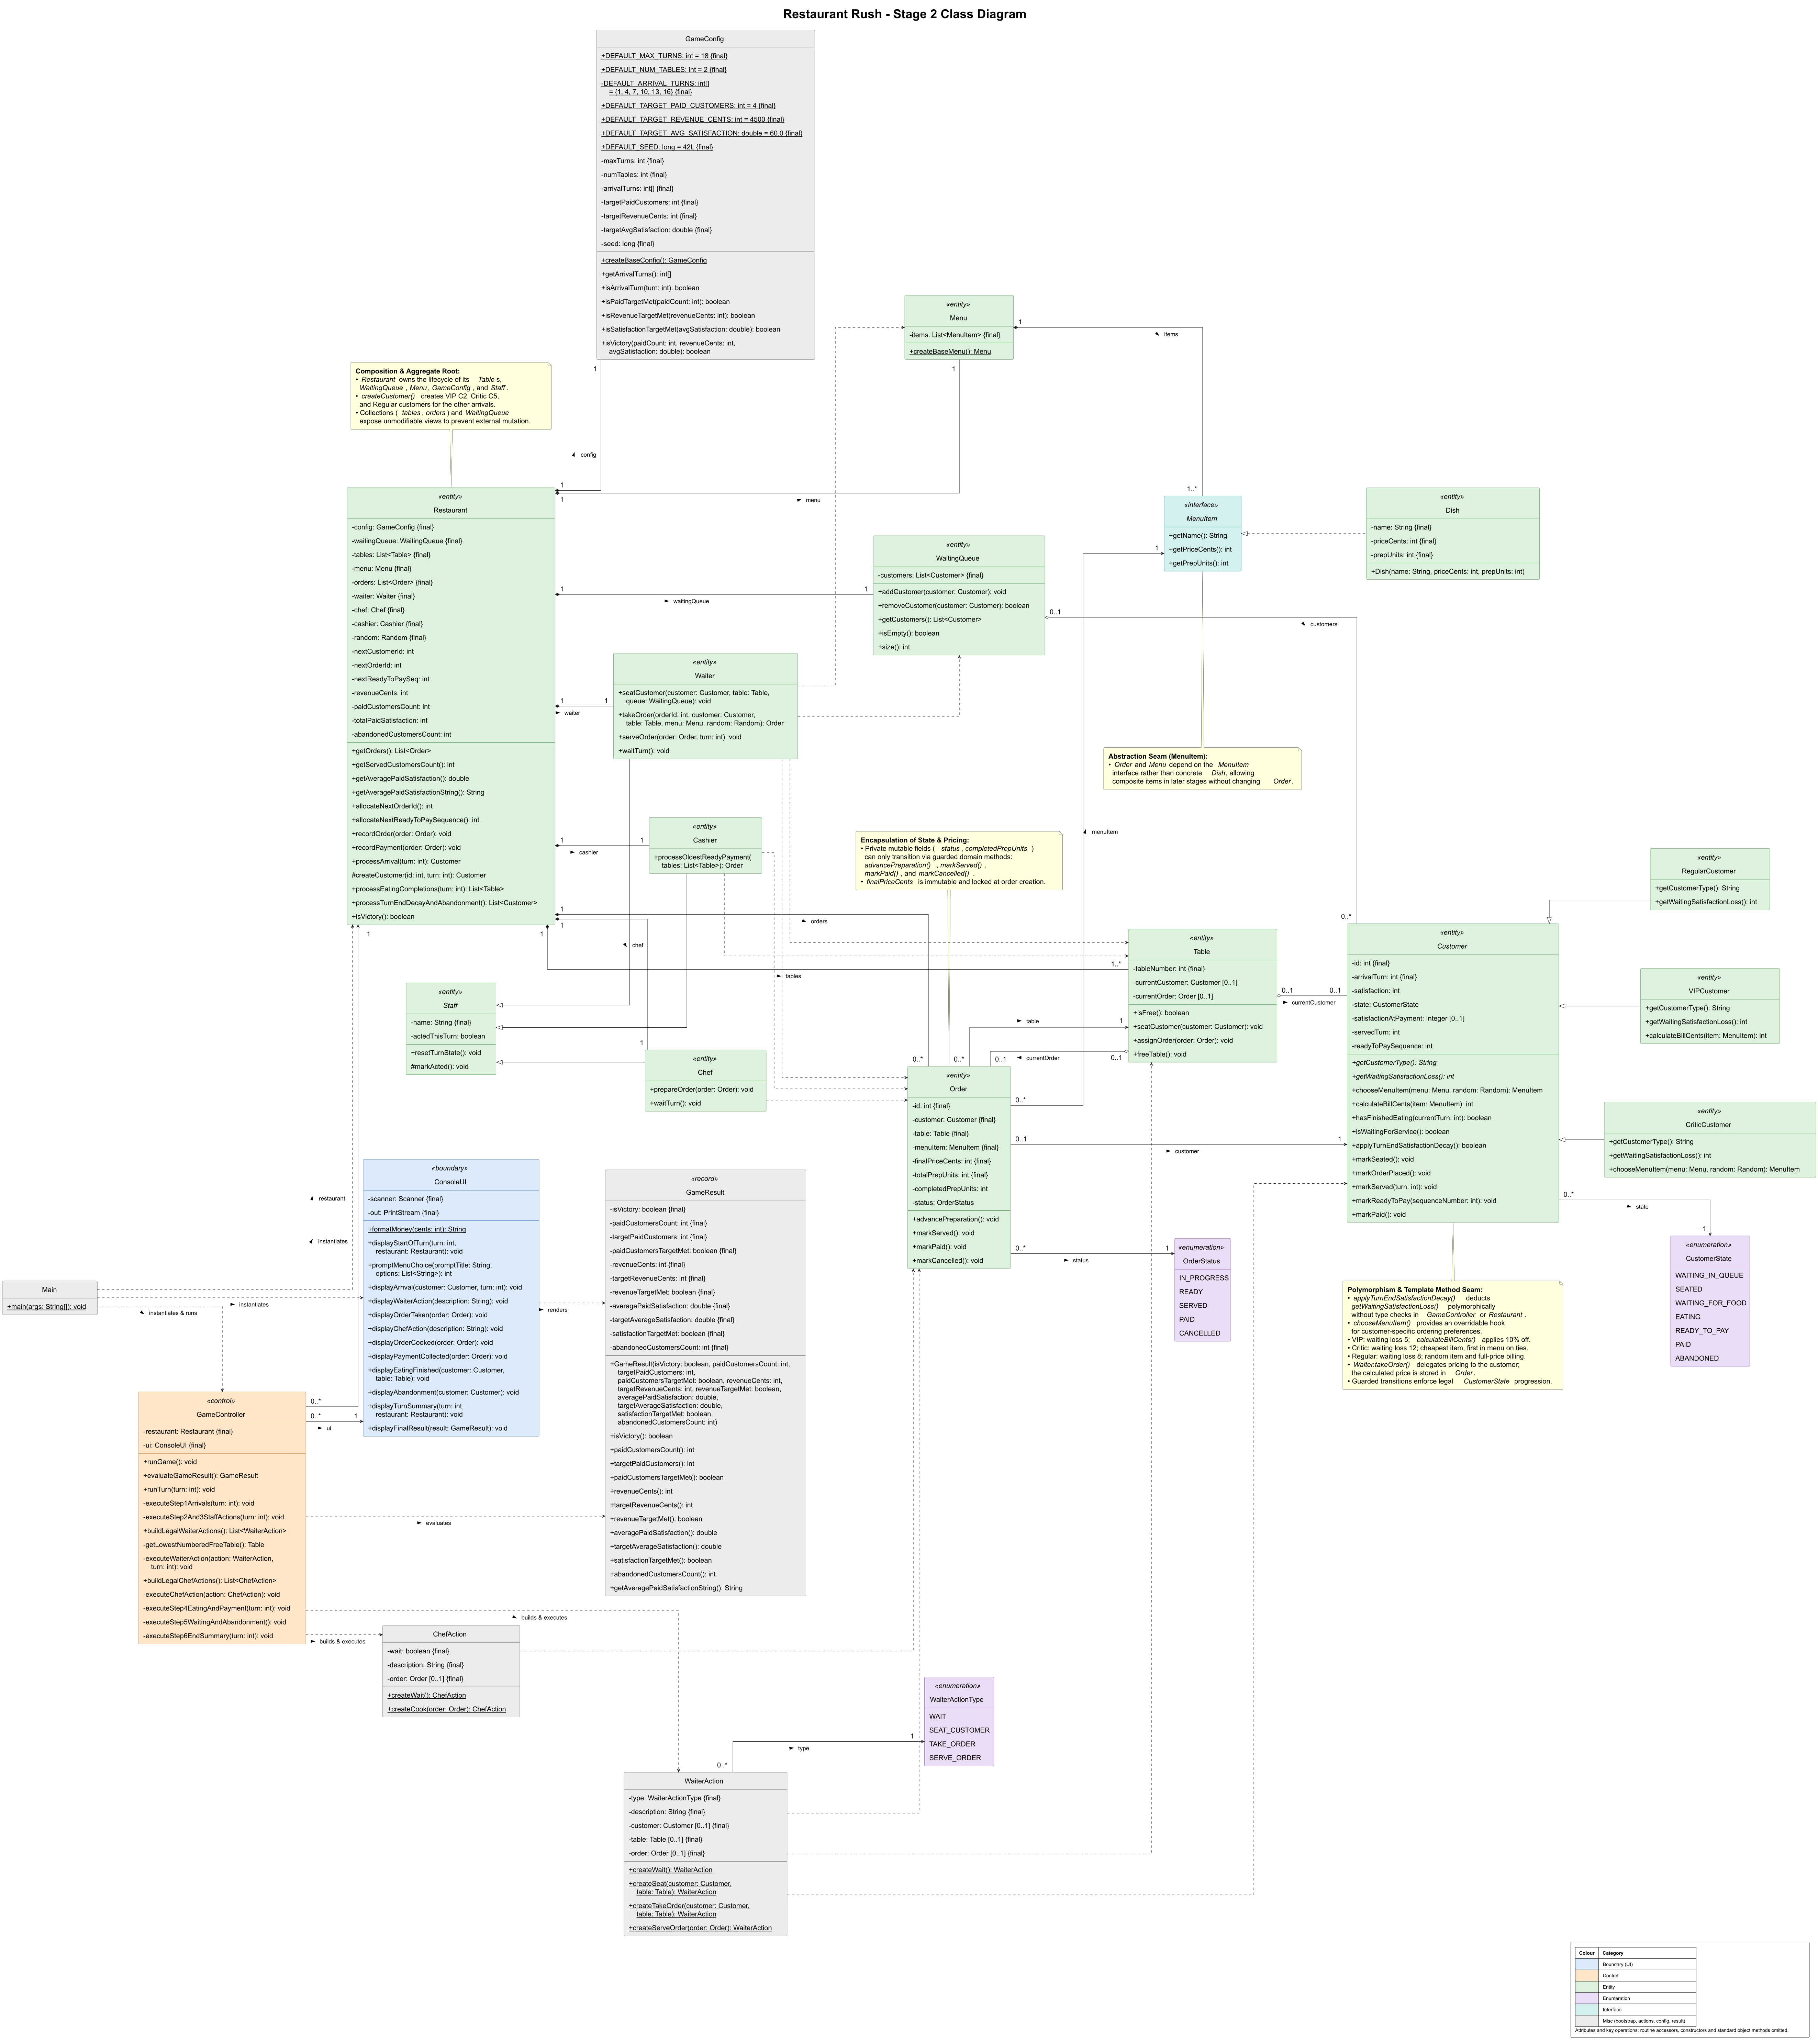 Restaurant Rush - Stage 2 Class Diagram
GameConfig
+DEFAULT_MAX_TURNS: int = 18 {final}
+DEFAULT_NUM_TABLES: int = 2 {final}
-DEFAULT_ARRIVAL_TURNS: int[]
= {1, 4, 7, 10, 13, 16} {final}
+DEFAULT_TARGET_PAID_CUSTOMERS: int = 4 {final}
+DEFAULT_TARGET_REVENUE_CENTS: int = 4500 {final}
+DEFAULT_TARGET_AVG_SATISFACTION: double = 60.0 {final}
+DEFAULT_SEED: long = 42L {final}
-maxTurns: int {final}
-numTables: int {final}
-arrivalTurns: int[] {final}
-targetPaidCustomers: int {final}
-targetRevenueCents: int {final}
-targetAvgSatisfaction: double {final}
-seed: long {final}
+createBaseConfig(): GameConfig
+getArrivalTurns(): int[]
+isArrivalTurn(turn: int): boolean
+isPaidTargetMet(paidCount: int): boolean
+isRevenueTargetMet(revenueCents: int): boolean
+isSatisfactionTargetMet(avgSatisfaction: double): boolean
+isVictory(paidCount: int, revenueCents: int,
avgSatisfaction: double): boolean
1
config
«entity»
Menu
-items: List<MenuItem> {final}
+createBaseMenu(): Menu
1
items
1
1..*
Composition & Aggregate Root:
• Restaurant owns the lifecycle of its Table s,
WaitingQueue , Menu , GameConfig , and Staff .
• createCustomer() creates VIP C2, Critic C5,
and Regular customers for the other arrivals.
• Collections ( tables , orders ) and WaitingQueue
expose unmodifiable views to prevent external mutation.
«entity»
Restaurant
-config: GameConfig {final}
-waitingQueue: WaitingQueue {final}
-tables: List<Table> {final}
-menu: Menu {final}
-orders: List<Order> {final}
-waiter: Waiter {final}
-chef: Chef {final}
-cashier: Cashier {final}
-random: Random {final}
-nextCustomerId: int
-nextOrderId: int
-nextReadyToPaySeq: int
-revenueCents: int
-paidCustomersCount: int
-totalPaidSatisfaction: int
-abandonedCustomersCount: int
+getOrders(): List<Order>
+getServedCustomersCount(): int
+getAveragePaidSatisfaction(): double
+getAveragePaidSatisfactionString(): String
+allocateNextOrderId(): int
+allocateNextReadyToPaySequence(): int
+recordOrder(order: Order): void
+recordPayment(order: Order): void
+processArrival(turn: int): Customer
#createCustomer(id: int, turn: int): Customer
+processEatingCompletions(turn: int): List<Table>
+processTurnEndDecayAndAbandonment(): List<Customer>
+isVictory(): boolean
1
1
menu
1
waitingQueue
1
1
waiter
1
1
cashier
1
1
orders
1
chef
1
1
1
tables
1..*
«interface»
MenuItem
+getName(): String
+getPriceCents(): int
+getPrepUnits(): int
1
menuItem
«entity»
Dish
-name: String {final}
-priceCents: int {final}
-prepUnits: int {final}
+Dish(name: String, priceCents: int, prepUnits: int)
«entity»
WaitingQueue
-customers: List<Customer> {final}
+addCustomer(customer: Customer): void
+removeCustomer(customer: Customer): boolean
+getCustomers(): List<Customer>
+isEmpty(): boolean
+size(): int
0..1
customers
0..*
«entity»
Waiter
+seatCustomer(customer: Customer, table: Table,
queue: WaitingQueue): void
+takeOrder(orderId: int, customer: Customer,
table: Table, menu: Menu, random: Random): Order
+serveOrder(order: Order, turn: int): void
+waitTurn(): void
Abstraction Seam (MenuItem):
• Order and Menu depend on the MenuItem
interface rather than concrete Dish , allowing
composite items in later stages without changing Order .
«entity»
Cashier
+processOldestReadyPayment(
tables: List<Table>): Order
Encapsulation of State & Pricing:
• Private mutable fields ( status , completedPrepUnits )
can only transition via guarded domain methods:
advancePreparation() , markServed() ,
markPaid() , and markCancelled() .
• finalPriceCents is immutable and locked at order creation.
«entity»
RegularCustomer
+getCustomerType(): String
+getWaitingSatisfactionLoss(): int
«entity»
Table
-tableNumber: int {final}
-currentCustomer: Customer [0..1]
-currentOrder: Order [0..1]
+isFree(): boolean
+seatCustomer(customer: Customer): void
+assignOrder(order: Order): void
+freeTable(): void
0..1
currentCustomer
0..1
table
1
currentOrder
0..1
0..*
0..*
0..1
«entity»
Customer
-id: int {final}
-arrivalTurn: int {final}
-satisfaction: int
-state: CustomerState
-satisfactionAtPayment: Integer [0..1]
-servedTurn: int
-readyToPaySequence: int
+getCustomerType(): String
+getWaitingSatisfactionLoss(): int
+chooseMenuItem(menu: Menu, random: Random): MenuItem
+calculateBillCents(item: MenuItem): int
+hasFinishedEating(currentTurn: int): boolean
+isWaitingForService(): boolean
+applyTurnEndSatisfactionDecay(): boolean
+markSeated(): void
+markOrderPlaced(): void
+markServed(turn: int): void
+markReadyToPay(sequenceNumber: int): void
+markPaid(): void
«entity»
VIPCustomer
+getCustomerType(): String
+getWaitingSatisfactionLoss(): int
+calculateBillCents(item: MenuItem): int
«entity»
CriticCustomer
+getCustomerType(): String
+getWaitingSatisfactionLoss(): int
+chooseMenuItem(menu: Menu, random: Random): MenuItem
«entity»
Staff
-name: String {final}
-actedThisTurn: boolean
+resetTurnState(): void
#markActed(): void
«entity»
Chef
+prepareOrder(order: Order): void
+waitTurn(): void
«entity»
Order
-id: int {final}
-customer: Customer {final}
-table: Table {final}
-menuItem: MenuItem {final}
-finalPriceCents: int {final}
-totalPrepUnits: int {final}
-completedPrepUnits: int
-status: OrderStatus
+advancePreparation(): void
+markServed(): void
+markPaid(): void
+markCancelled(): void
0..*
0..1
customer
1
0..*
status
1
0..*
state
1
«enumeration»
OrderStatus
IN_PROGRESS
READY
SERVED
PAID
CANCELLED
«enumeration»
CustomerState
WAITING_IN_QUEUE
SEATED
WAITING_FOR_FOOD
EATING
READY_TO_PAY
PAID
ABANDONED
Polymorphism & Template Method Seam:
• applyTurnEndSatisfactionDecay() deducts
getWaitingSatisfactionLoss() polymorphically
without type checks in GameController or Restaurant .
• chooseMenuItem() provides an overridable hook
for customer-specific ordering preferences.
• VIP: waiting loss 5; calculateBillCents() applies 10% off.
• Critic: waiting loss 12; cheapest item, first in menu on ties.
• Regular: waiting loss 8; random item and full-price billing.
• Waiter.takeOrder() delegates pricing to the customer;
the calculated price is stored in Order .
• Guarded transitions enforce legal CustomerState progression.
«boundary»
ConsoleUI
-scanner: Scanner {final}
-out: PrintStream {final}
+formatMoney(cents: int): String
+displayStartOfTurn(turn: int,
restaurant: Restaurant): void
+promptMenuChoice(promptTitle: String,
options: List<String>): int
+displayArrival(customer: Customer, turn: int): void
+displayWaiterAction(description: String): void
+displayOrderTaken(order: Order): void
+displayChefAction(description: String): void
+displayOrderCooked(order: Order): void
+displayPaymentCollected(order: Order): void
+displayEatingFinished(customer: Customer,
table: Table): void
+displayAbandonment(customer: Customer): void
+displayTurnSummary(turn: int,
restaurant: Restaurant): void
+displayFinalResult(result: GameResult): void
restaurant
instantiates
renders
«record»
GameResult
-isVictory: boolean {final}
-paidCustomersCount: int {final}
-targetPaidCustomers: int {final}
-paidCustomersTargetMet: boolean {final}
-revenueCents: int {final}
-targetRevenueCents: int {final}
-revenueTargetMet: boolean {final}
-averagePaidSatisfaction: double {final}
-targetAverageSatisfaction: double {final}
-satisfactionTargetMet: boolean {final}
-abandonedCustomersCount: int {final}
+GameResult(isVictory: boolean, paidCustomersCount: int,
targetPaidCustomers: int,
paidCustomersTargetMet: boolean, revenueCents: int,
targetRevenueCents: int, revenueTargetMet: boolean,
averagePaidSatisfaction: double,
targetAverageSatisfaction: double,
satisfactionTargetMet: boolean,
abandonedCustomersCount: int)
+isVictory(): boolean
+paidCustomersCount(): int
+targetPaidCustomers(): int
+paidCustomersTargetMet(): boolean
+revenueCents(): int
+targetRevenueCents(): int
+revenueTargetMet(): boolean
+averagePaidSatisfaction(): double
+targetAverageSatisfaction(): double
+satisfactionTargetMet(): boolean
+abandonedCustomersCount(): int
+getAveragePaidSatisfactionString(): String
Main
+main(args: String[]): void
instantiates
instantiates & runs
«control»
GameController
-restaurant: Restaurant {final}
-ui: ConsoleUI {final}
+runGame(): void
+evaluateGameResult(): GameResult
+runTurn(turn: int): void
-executeStep1Arrivals(turn: int): void
-executeStep2And3StaffActions(turn: int): void
+buildLegalWaiterActions(): List<WaiterAction>
-getLowestNumberedFreeTable(): Table
-executeWaiterAction(action: WaiterAction,
turn: int): void
+buildLegalChefActions(): List<ChefAction>
-executeChefAction(action: ChefAction): void
-executeStep4EatingAndPayment(turn: int): void
-executeStep5WaitingAndAbandonment(): void
-executeStep6EndSummary(turn: int): void
0..*
0..*
1
ui
evaluates
builds & executes
builds & executes
ChefAction
-wait: boolean {final}
-description: String {final}
-order: Order [0..1] {final}
+createWait(): ChefAction
+createCook(order: Order): ChefAction
«enumeration»
WaiterActionType
WAIT
SEAT_CUSTOMER
TAKE_ORDER
SERVE_ORDER
1
type
0..*
WaiterAction
-type: WaiterActionType {final}
-description: String {final}
-customer: Customer [0..1] {final}
-table: Table [0..1] {final}
-order: Order [0..1] {final}
+createWait(): WaiterAction
+createSeat(customer: Customer,
table: Table): WaiterAction
+createTakeOrder(customer: Customer,
table: Table): WaiterAction
+createServeOrder(order: Order): WaiterAction
Colour Category
Boundary (UI)
Control
Entity
Enumeration
Interface
Misc (bootstrap, actions, config, result)
Attributes and key operations; routine accessors, constructors and standard object methods omitted.